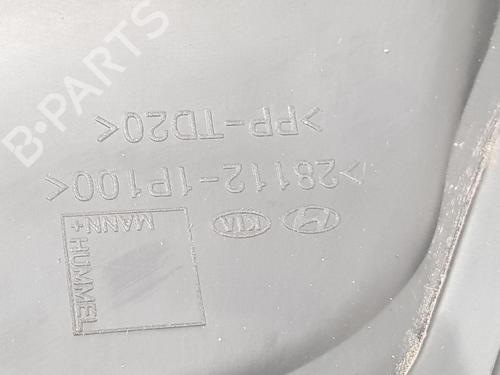 B-PARTS
>PP-TD20<
>28112-1P100<
KIA
MANN+
HUMMEL